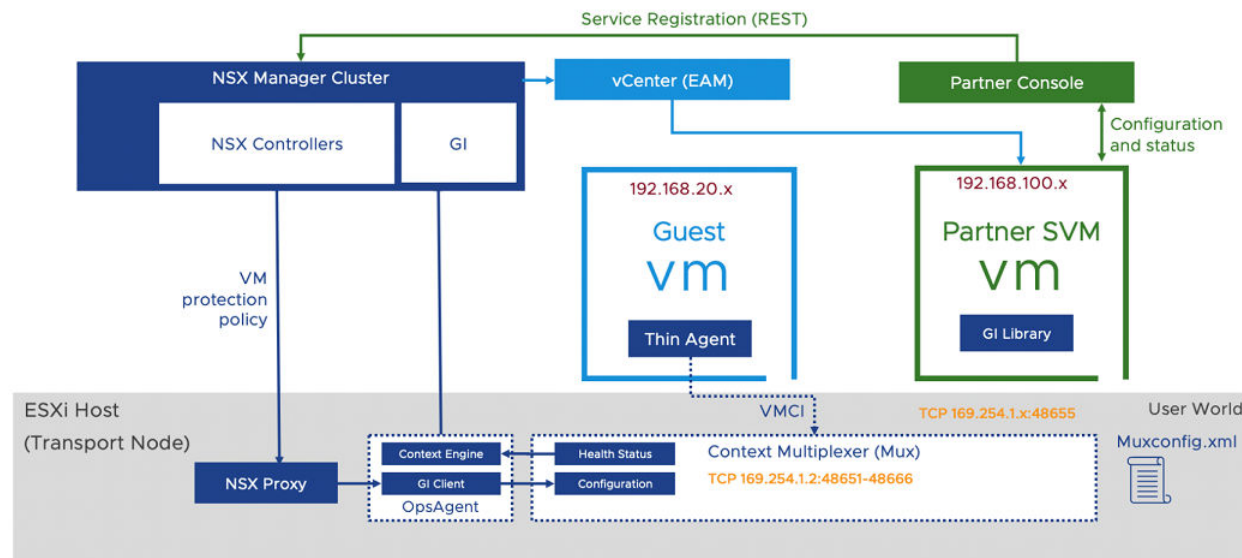 Service Registration (REST)
NSX Manager Cluster
vCenter (EAM)
Partner Console
NSX Controllers
GI
Configuration
and status
192.168.20.x
192.168.100.x
Guest
vm
Partner SVM
vm
VM
protection
policy
Thin Agent
GI Library
ESXi Host
(Transport Node)
VMCI
TCP 169.254.1.x:48655
User World
Muxconfig.xml
Context Engine
Health Status
Context Multiplexer (Mux)
NSX Proxy
GI Client
Configuration
TCP 169.254.1.2:48651-48666
OpsAgent